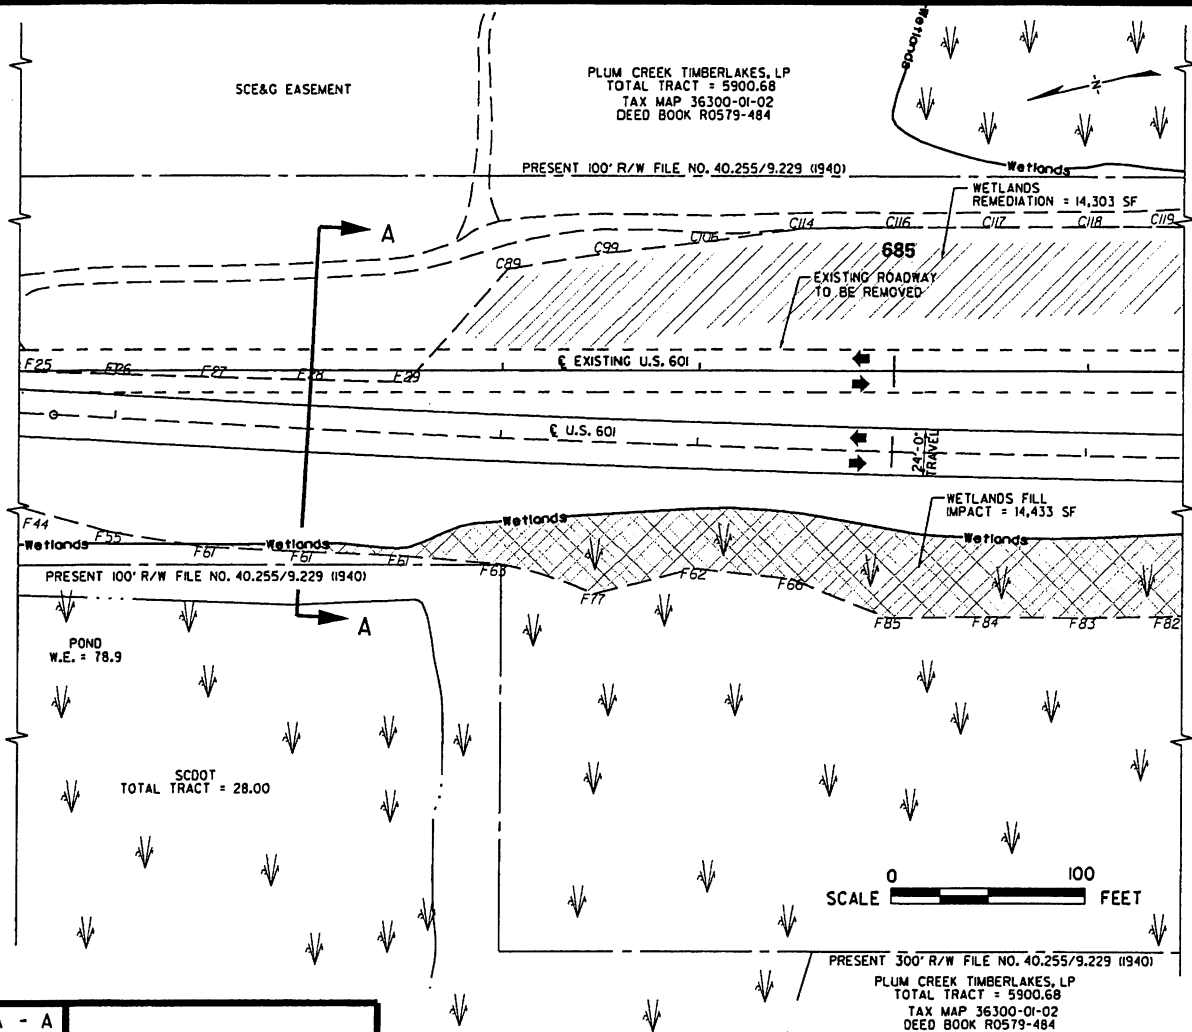 Wetlands
SCE&G EASEMENT
PLUM CREEK TIMBERLAKES, LP
TOTAL TRACT = 5900.68
TAX MAP 36300-01-02
DEED BOOK R0579-484
N
PRESENT 100' R/W FILE NO. 40.255/9.229 (1940)
Wetlands
WETLANDS
REMEDIATION = 14,303 SF
A
C89
C99
C106
C114
C116
C117
C118
C119
685
EXISTING ROADWAY
TO BE REMOVED
F25
F26
F27
F28
F29
℄ EXISTING U.S. 601
℄ U.S. 601
24'-0"
TRAVEL
WETLANDS FILL
IMPACT = 14,433 SF
F44
F55
Wetlands
F61
Wetlands
F61
F61
Wetlands
Wetlands
PRESENT 100' R/W FILE NO. 40.255/9.229 (1940)
F63
F77
F62
F66
F85
F84
F83
F82
A
POND
W.E. = 78.9
SCDOT
TOTAL TRACT = 28.00
0 100
SCALE FEET
PRESENT 300' R/W FILE NO. 40.255/9.229 (1940)
PLUM CREEK TIMBERLAKES, LP
TOTAL TRACT = 5900.68
TAX MAP 36300-01-02
DEED BOOK R0579-484
A - A